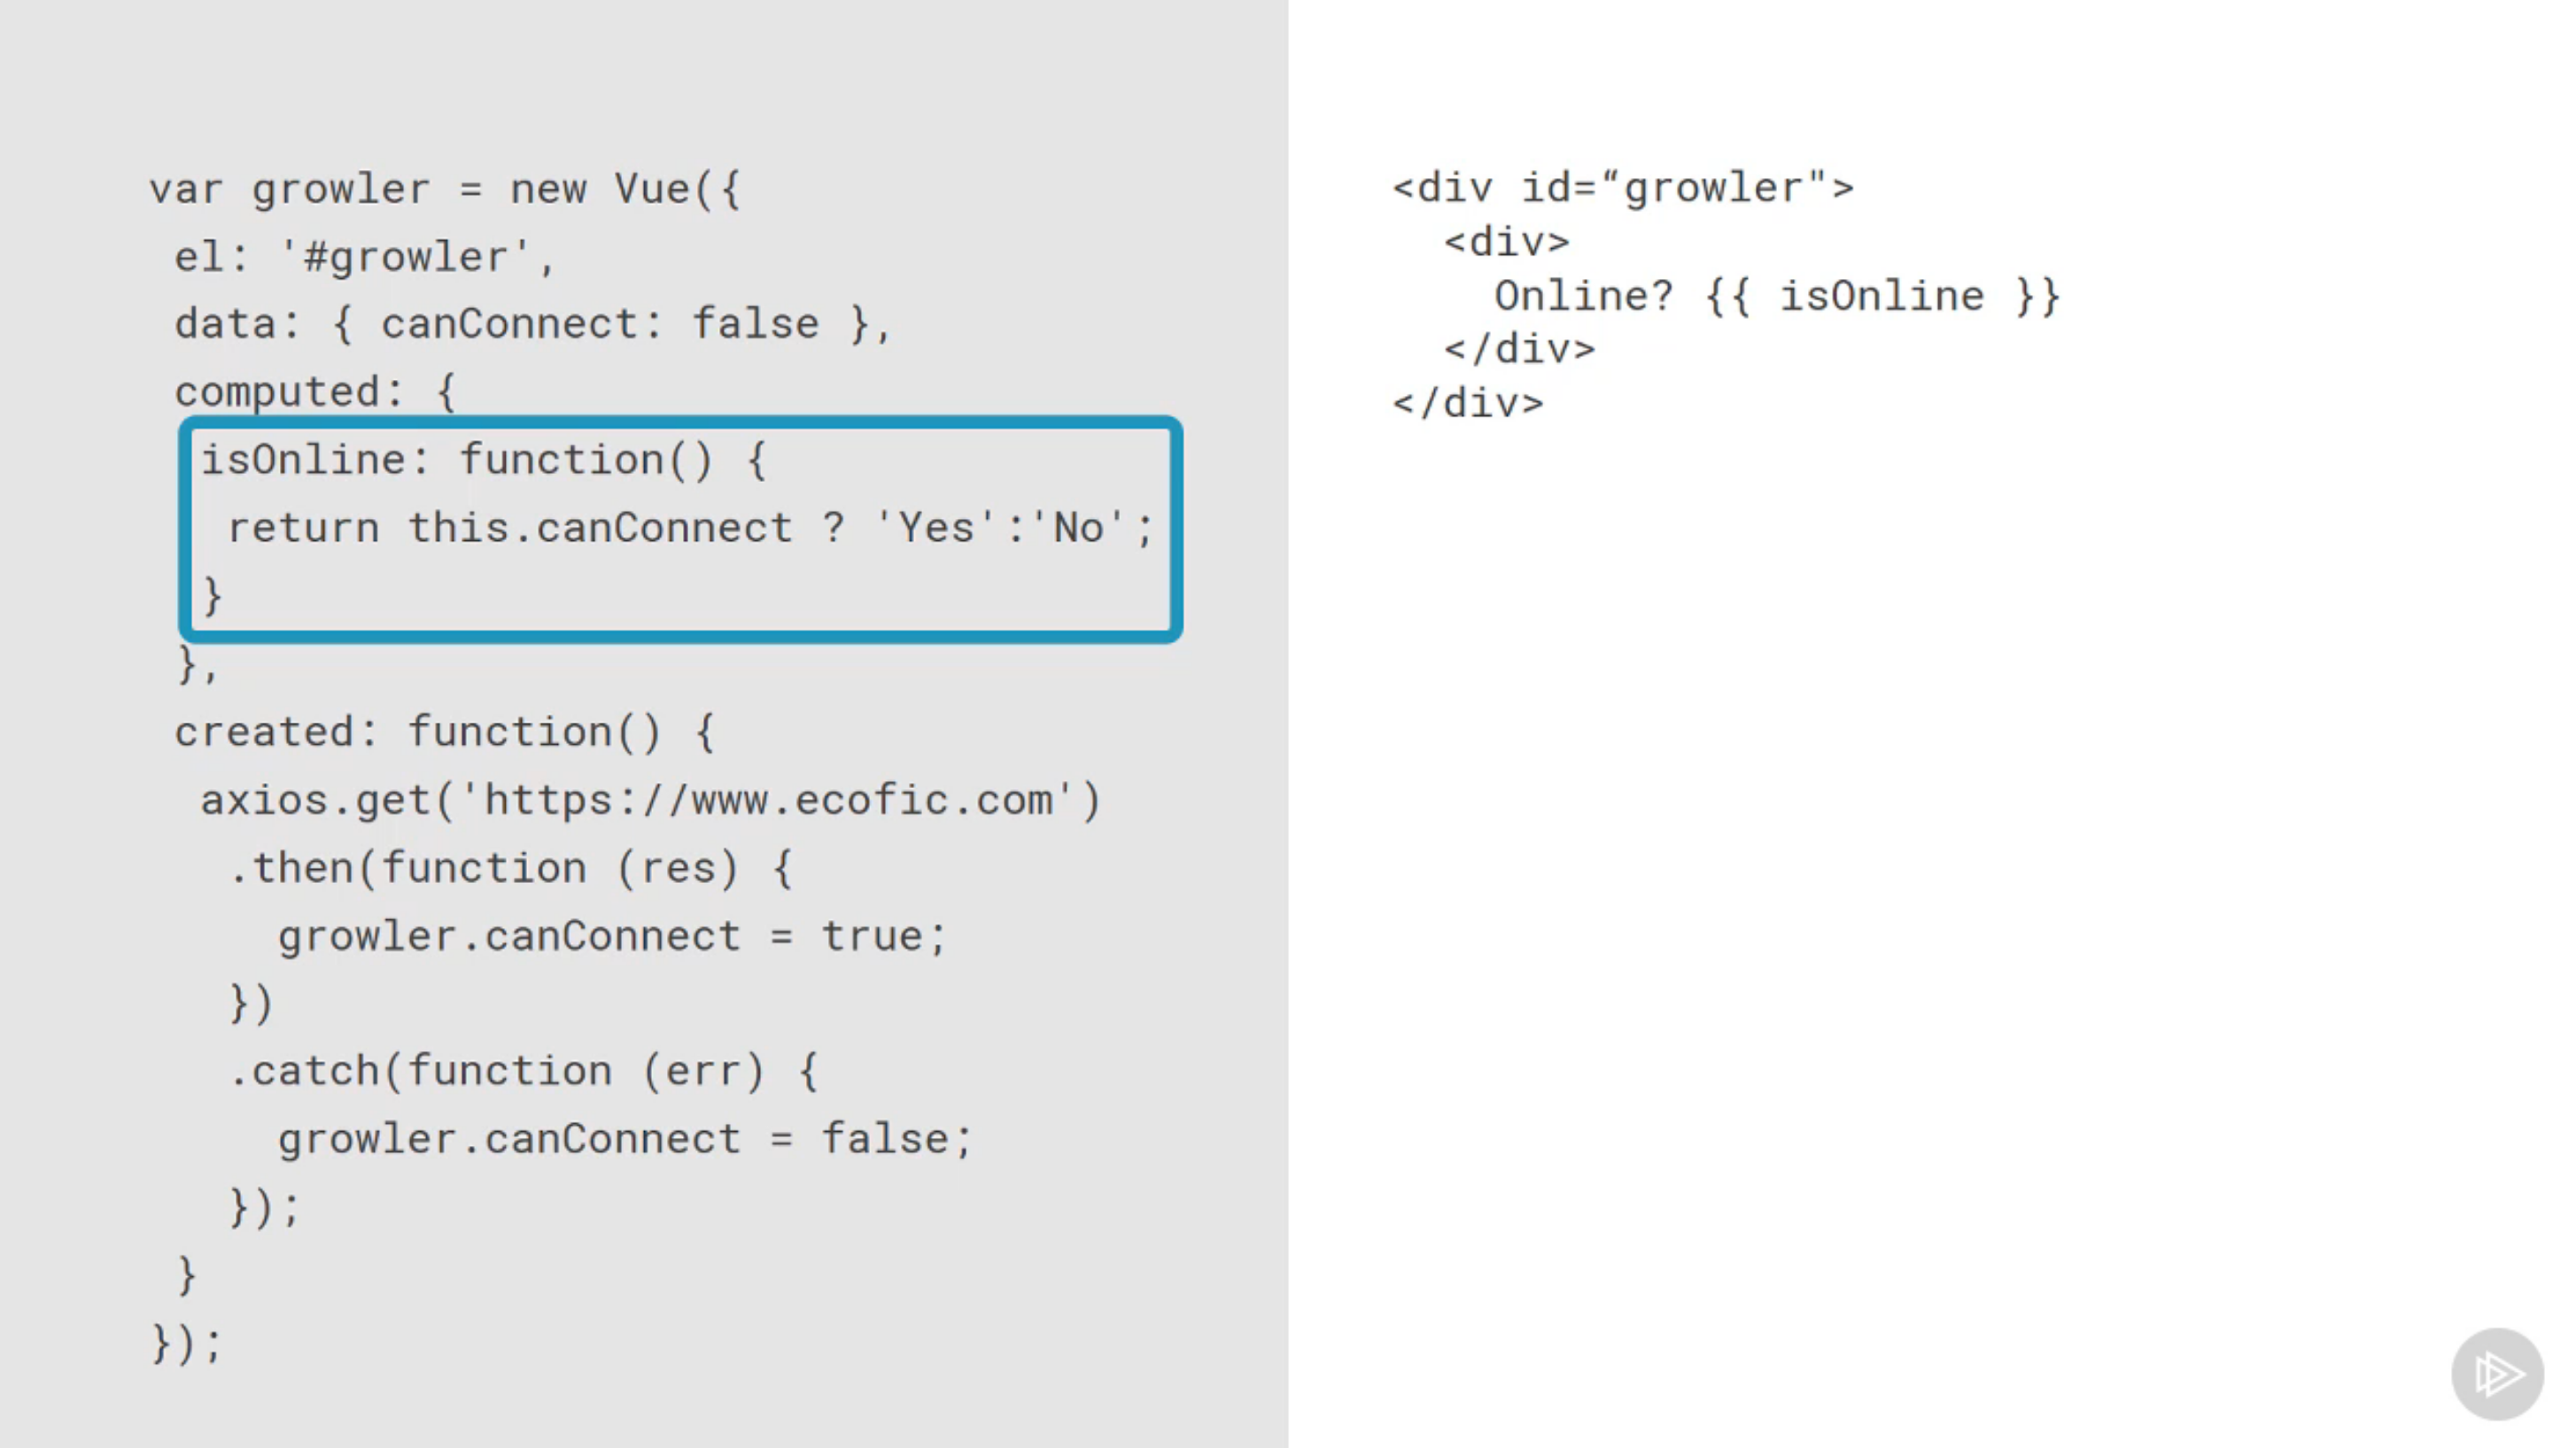 var growler = new Vue({
el: '#growler',
data: { canConnect: false },
computed: {
isOnline: function() {
return this.canConnect ? 'Yes':'No';
}
},
created: function() {
axios.get('https://www.ecofic.com')
.then(function (res) {
growler.canConnect = true;
})
.catch(function (err) {
growler.canConnect = false;
});
}
});
<div id=“growler">
<div>
Online? {{ isOnline }}
</div>
</div>